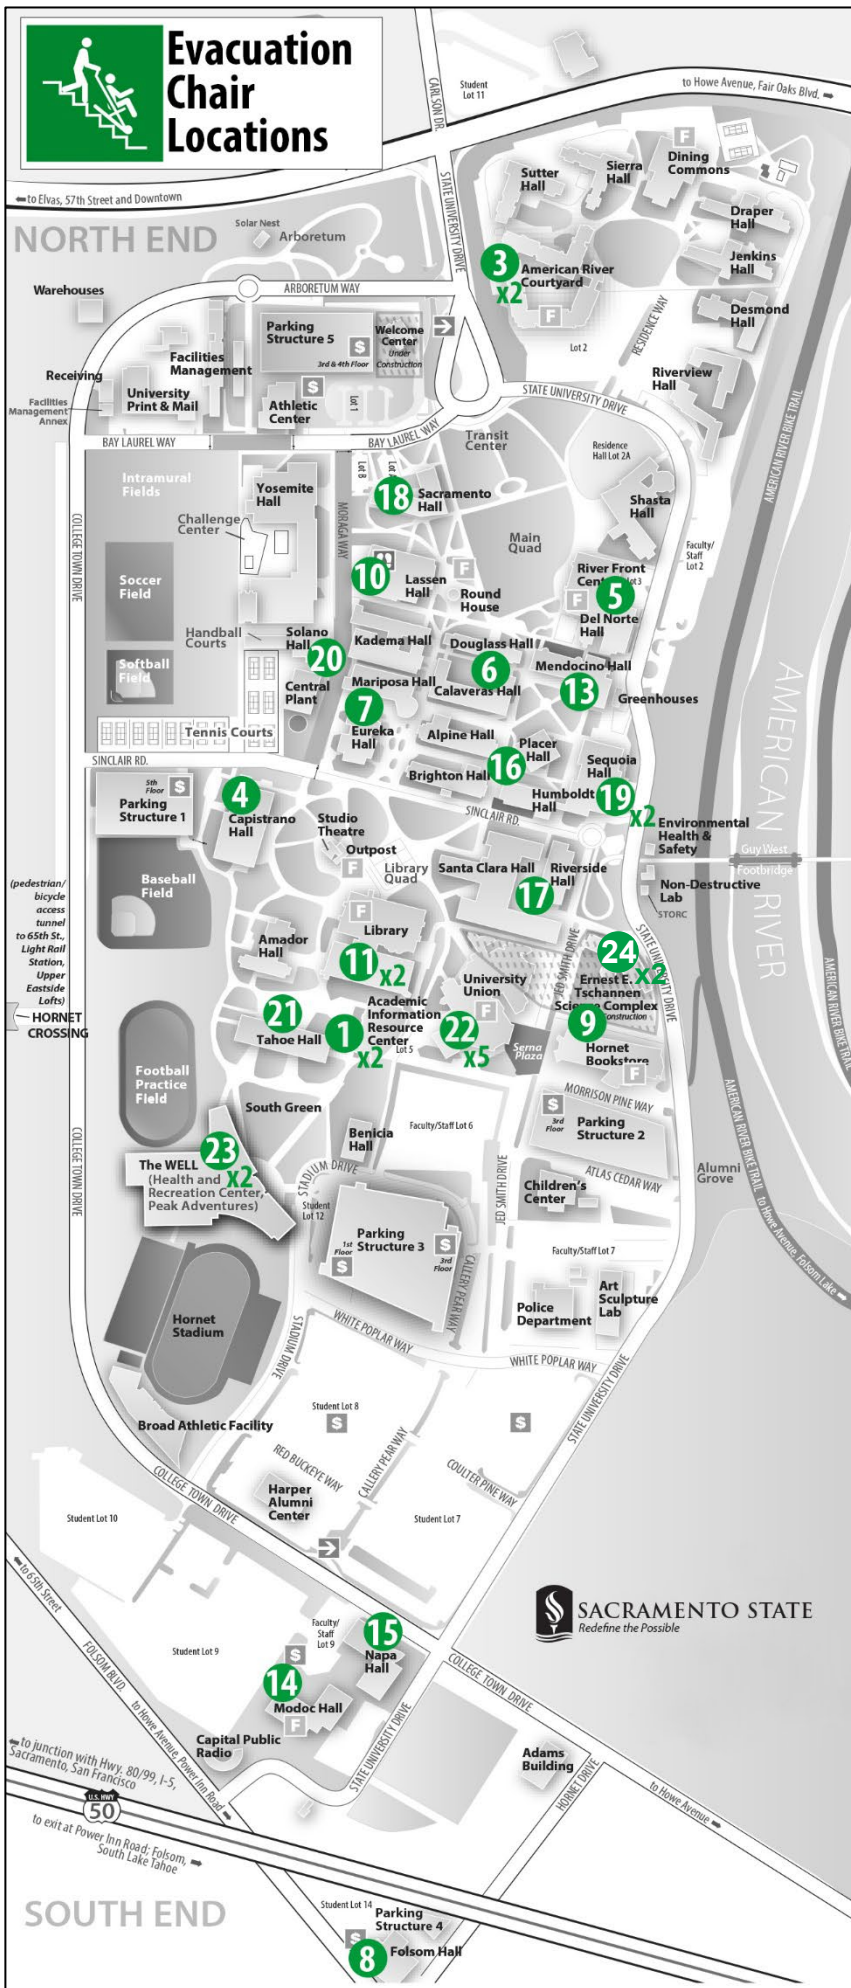 Evacuation
Chair
Locations
Student
Lot 11
CARLSON DR.
to Howe Avenue, Fair Oaks Blvd.
to Elvas, 57th Street and Downtown
NORTH END
Solar Nest
Arboretum
STATE UNIVERSITY DRIVE
F
Dining
Commons
Sierra
Hall
Sutter
Hall
Draper
Hall
Jenkins
Hall
Desmond
Hall
3
x2
American River
Courtyard
F
Lot 2
RESIDENCE WAY
Riverview
Hall
ARBORETUM WAY
Warehouses
Parking
Structure 5
3rd & 4th Floor
$
Welcome
Center
Under
Construction
Facilities
Management
Receiving
Facilities
Management
Annex
University
Print & Mail
$
Athletic
Center
Lot 1
STATE UNIVERSITY DRIVE
AMERICAN RIVER BIKE TRAIL
BAY LAUREL WAY
BAY LAUREL WAY
Transit
Center
Residence
Hall Lot 2A
Intramural
Fields
Yosemite
Hall
Lot B
Lot A
18
Sacramento
Hall
MORAGA WAY
Shasta
Hall
COLLEGE TOWN DRIVE
Challenge
Center
Main
Quad
Faculty/
Staff
Lot 2
Soccer
Field
10
Lassen
Hall
F
Round
House
River Front
Center
Lot 3
F
5
Del Norte
Hall
Handball
Courts
Solano
Hall
20
Kadema Hall
Douglass Hall
6
Calaveras Hall
Mendocino Hall
13
Greenhouses
Softball
Field
Central
Plant
Mariposa Hall
7
Eureka
Hall
Tennis Courts
Alpine Hall
Placer
Hall
16
Brighton Hall
Sequoia
Hall
Humboldt
Hall
19
x2
AMERICAN RIVER
SINCLAIR RD.
SINCLAIR RD.
5th
Floor
$
Parking
Structure 1
4
Capistrano
Hall
Studio
Theatre
Outpost
F
Library
Quad
Santa Clara Hall
Riverside
Hall
17
Environmental
Health &
Safety
Guy West
Footbridge
Non-Destructive
Lab
STORC
(pedestrian/
bicycle
access
tunnel
to 65th St.,
Light Rail
Station,
Upper
Eastside
Lofts)
HORNET
CROSSING
Baseball
Field
Amador
Hall
F
Library
11
x2
University
Union
F
JED SMITH DRIVE
STATE UNIVERSITY DRIVE
24
x2
Ernest E.
Tschannen
Science Complex
Construction
9
Hornet
Bookstore
F
21
Tahoe Hall
1
x2
Academic
Information
Resource
Center
Lot 5
22
x5
Serna
Plaza
AMERICAN RIVER BIKE TRAIL
Football
Practice
Field
South Green
Benicia
Hall
Faculty/Staff Lot 6
MORRISON PINE WAY
$
3rd
Floor
Parking
Structure 2
AMERICAN RIVER BIKE TRAIL
to Howe Avenue, Folsom Lake
23
x2
The WELL
(Health and
Recreation Center,
Peak Adventures)
STADIUM DRIVE
Student
Lot 12
ATLAS CEDAR WAY
Alumni
Grove
COLLEGE TOWN DRIVE
JED SMITH DRIVE
Children's
Center
Parking
Structure 3
1st
Floor
$
$
3rd
Floor
CALLERY PEAR WAY
Faculty/Staff Lot 7
Hornet
Stadium
Police
Department
Art
Sculpture
Lab
WHITE POPLAR WAY
WHITE POPLAR WAY
STADIUM DRIVE
STATE UNIVERSITY DRIVE
Broad Athletic Facility
Student Lot 8
$
$
RED BUCKEYE WAY
CALLERY PEAR WAY
COULTER PINE WAY
COLLEGE TOWN DRIVE
Harper
Alumni
Center
Student Lot 10
Student Lot 7
to 65th Street
SACRAMENTO STATE
Redefine the Possible
Faculty/
Staff
Lot 9
15
Napa
Hall
Student Lot 9
$
14
Modoc Hall
F
FOLSOM BLVD.
to Howe Avenue, Power Inn Road
COLLEGE TOWN DRIVE
Capital Public
Radio
STATE UNIVERSITY DRIVE
Adams
Building
HORNET DRIVE
to Howe Avenue
to junction with Hwy. 80/99, I-5,
Sacramento, San Francisco
U.S. HWY
50
to exit at Power Inn Road; Folsom,
South Lake Tahoe
SOUTH END
Student Lot 14
Parking
Structure 4
$
8
Folsom Hall